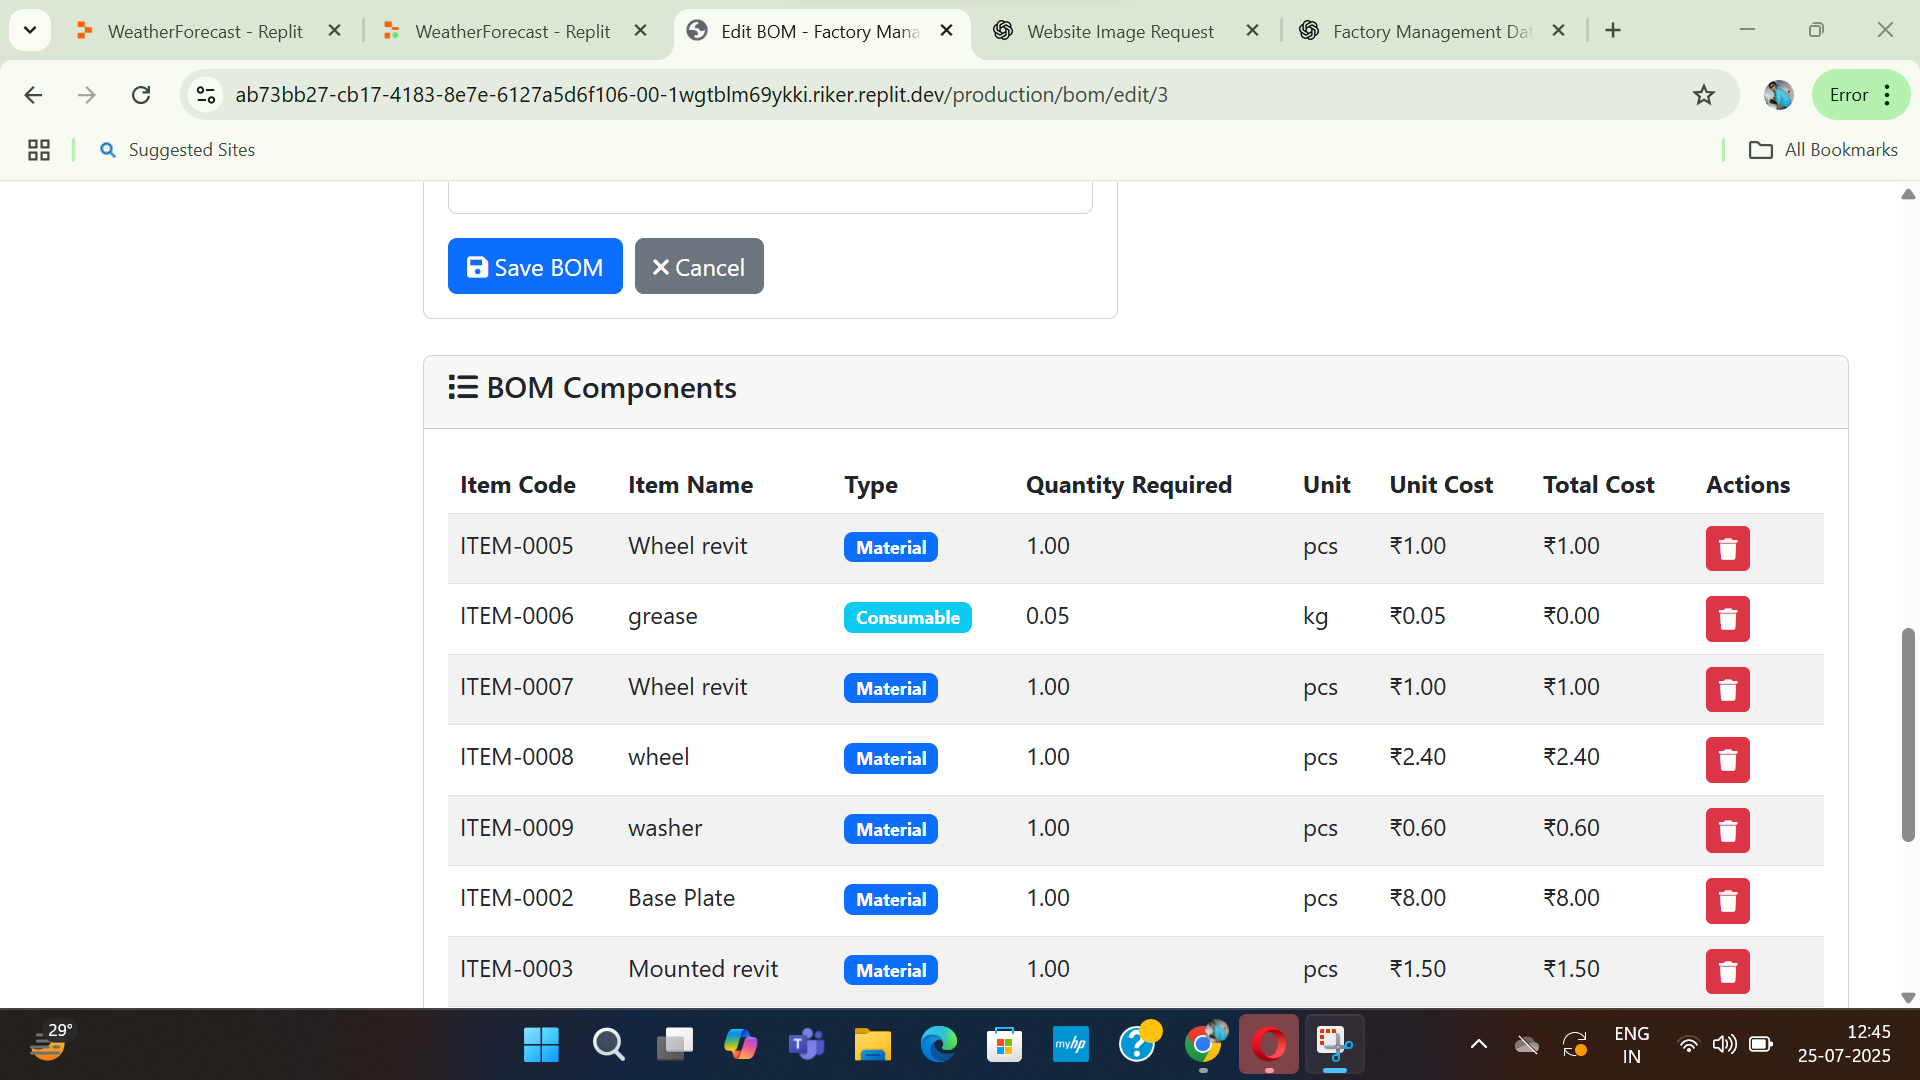 WeatherForecast - Replit
WeatherForecast - Replit
Edit BOM - Factory Mana
Website Image Request
Factory Management Dat
ab73bb27-cb17-4183-8e7e-6127a5d6f106-00-1wgtblm69ykki.riker.replit.dev/production/bom/edit/3
Error
Suggested Sites
All Bookmarks
Save BOM
Cancel
BOM Components
Item Code Item Name Type Quantity Required Unit Unit Cost Total Cost Actions
ITEM-0005 Wheel revit Material 1.00 pcs ₹1.00 ₹1.00
ITEM-0006 grease Consumable 0.05 kg ₹0.05 ₹0.00
ITEM-0007 Wheel revit Material 1.00 pcs ₹1.00 ₹1.00
ITEM-0008 wheel Material 1.00 pcs ₹2.40 ₹2.40
ITEM-0009 washer Material 1.00 pcs ₹0.60 ₹0.60
ITEM-0002 Base Plate Material 1.00 pcs ₹8.00 ₹8.00
ITEM-0003 Mounted revit Material 1.00 pcs ₹1.50 ₹1.50
29°
myhp
ENG
IN
12:45
25-07-2025